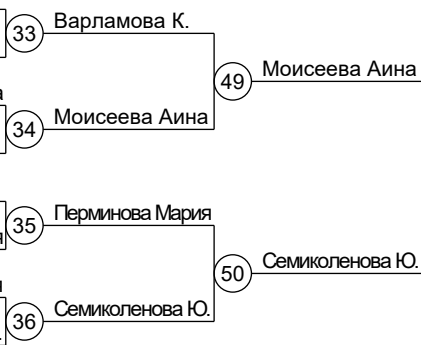 33 Варламова К.
49 Моисеева Аина
а
34 Моисеева Аина
35 Перминова Мария
я
50 Семиколенова Ю.
36 Семиколенова Ю.